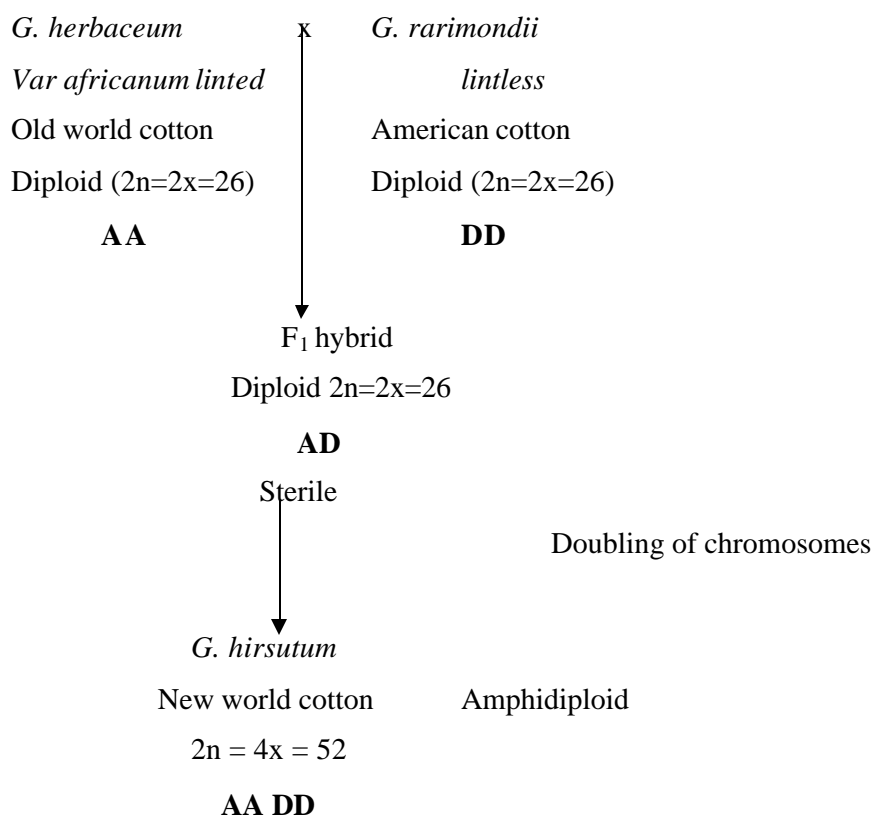 G. herbaceum x G. rarimondii
Var africanum linted lintless
Old world cotton American cotton
Diploid (2n=2x=26) Diploid (2n=2x=26)
AA DD
F1 hybrid
Diploid 2n=2x=26
AD
Sterile
Doubling of chromosomes
G. hirsutum
New world cotton Amphidiploid
2n = 4x = 52
AA DD